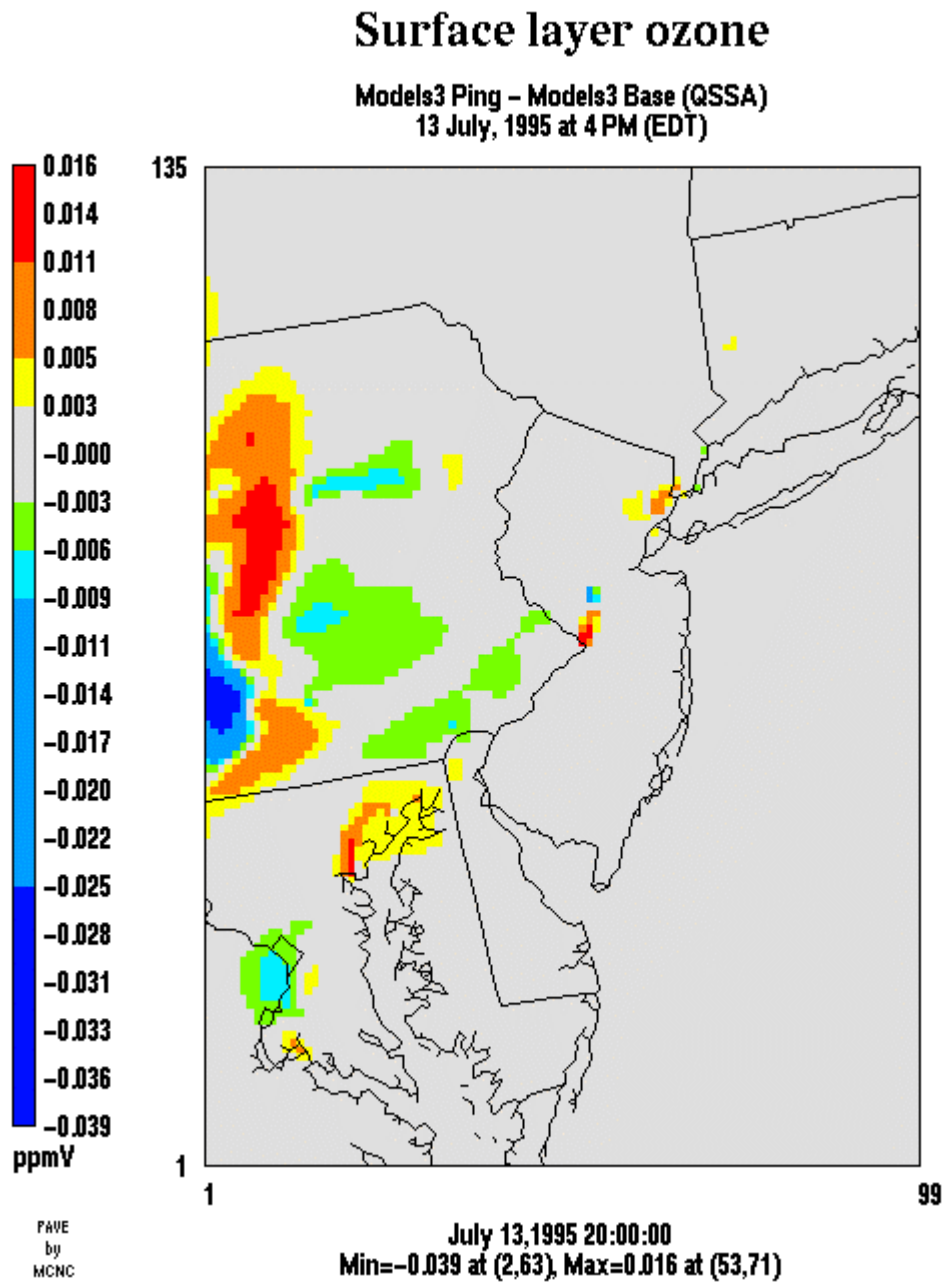 Surface layer ozone
Models3 Ping – Models3 Base (QSSA)
13 July, 1995 at 4 PM (EDT)
0.016
0.014
0.011
0.008
0.005
0.003
-0.000
-0.003
-0.006
-0.009
-0.011
-0.014
-0.017
-0.020
-0.022
-0.025
-0.028
-0.031
-0.033
-0.036
-0.039
ppmV
135
1
1
99
PAVE
by
MCNC
July 13,1995 20:00:00
Min=-0.039 at (2,63), Max=0.016 at (53,71)